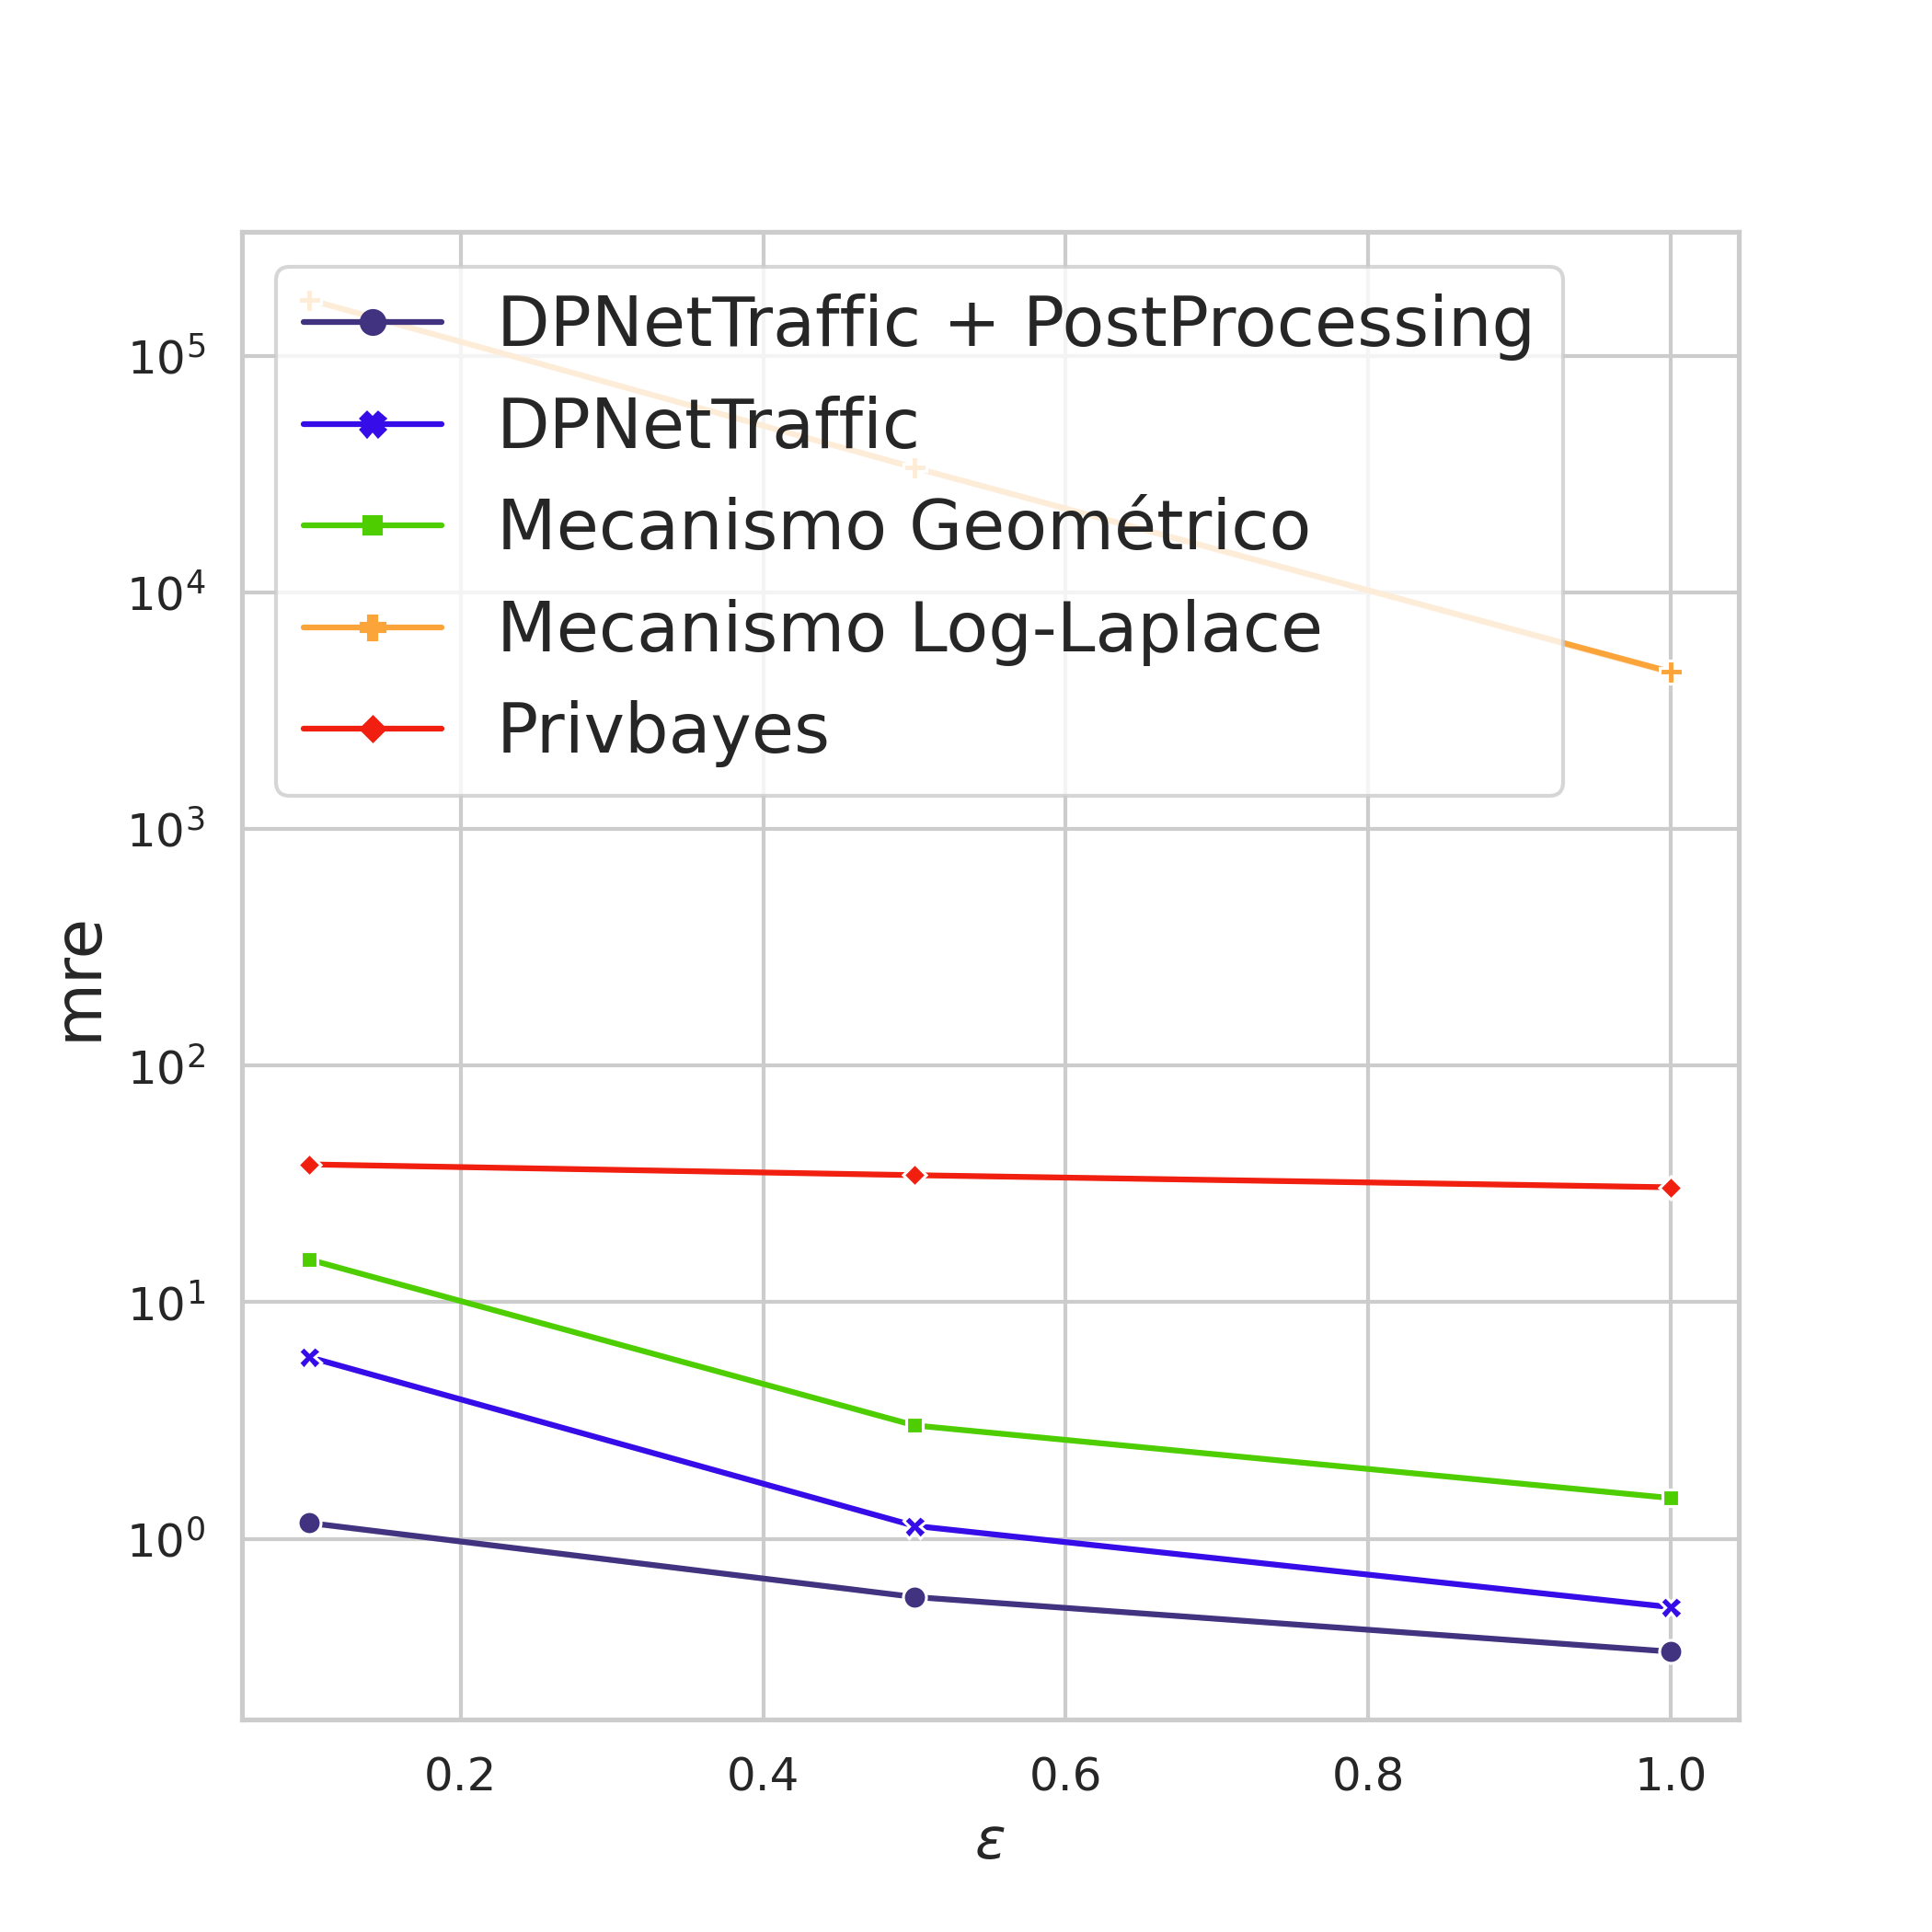 DPNetTraffic + PostProcessing
DPNetTraffic
Mecanismo Geométrico
Mecanismo Log-Laplace
Privbayes
10⁵
10⁴
10³
10²
10¹
10⁰
mre
0.2 0.4 0.6 0.8 1.0
ε